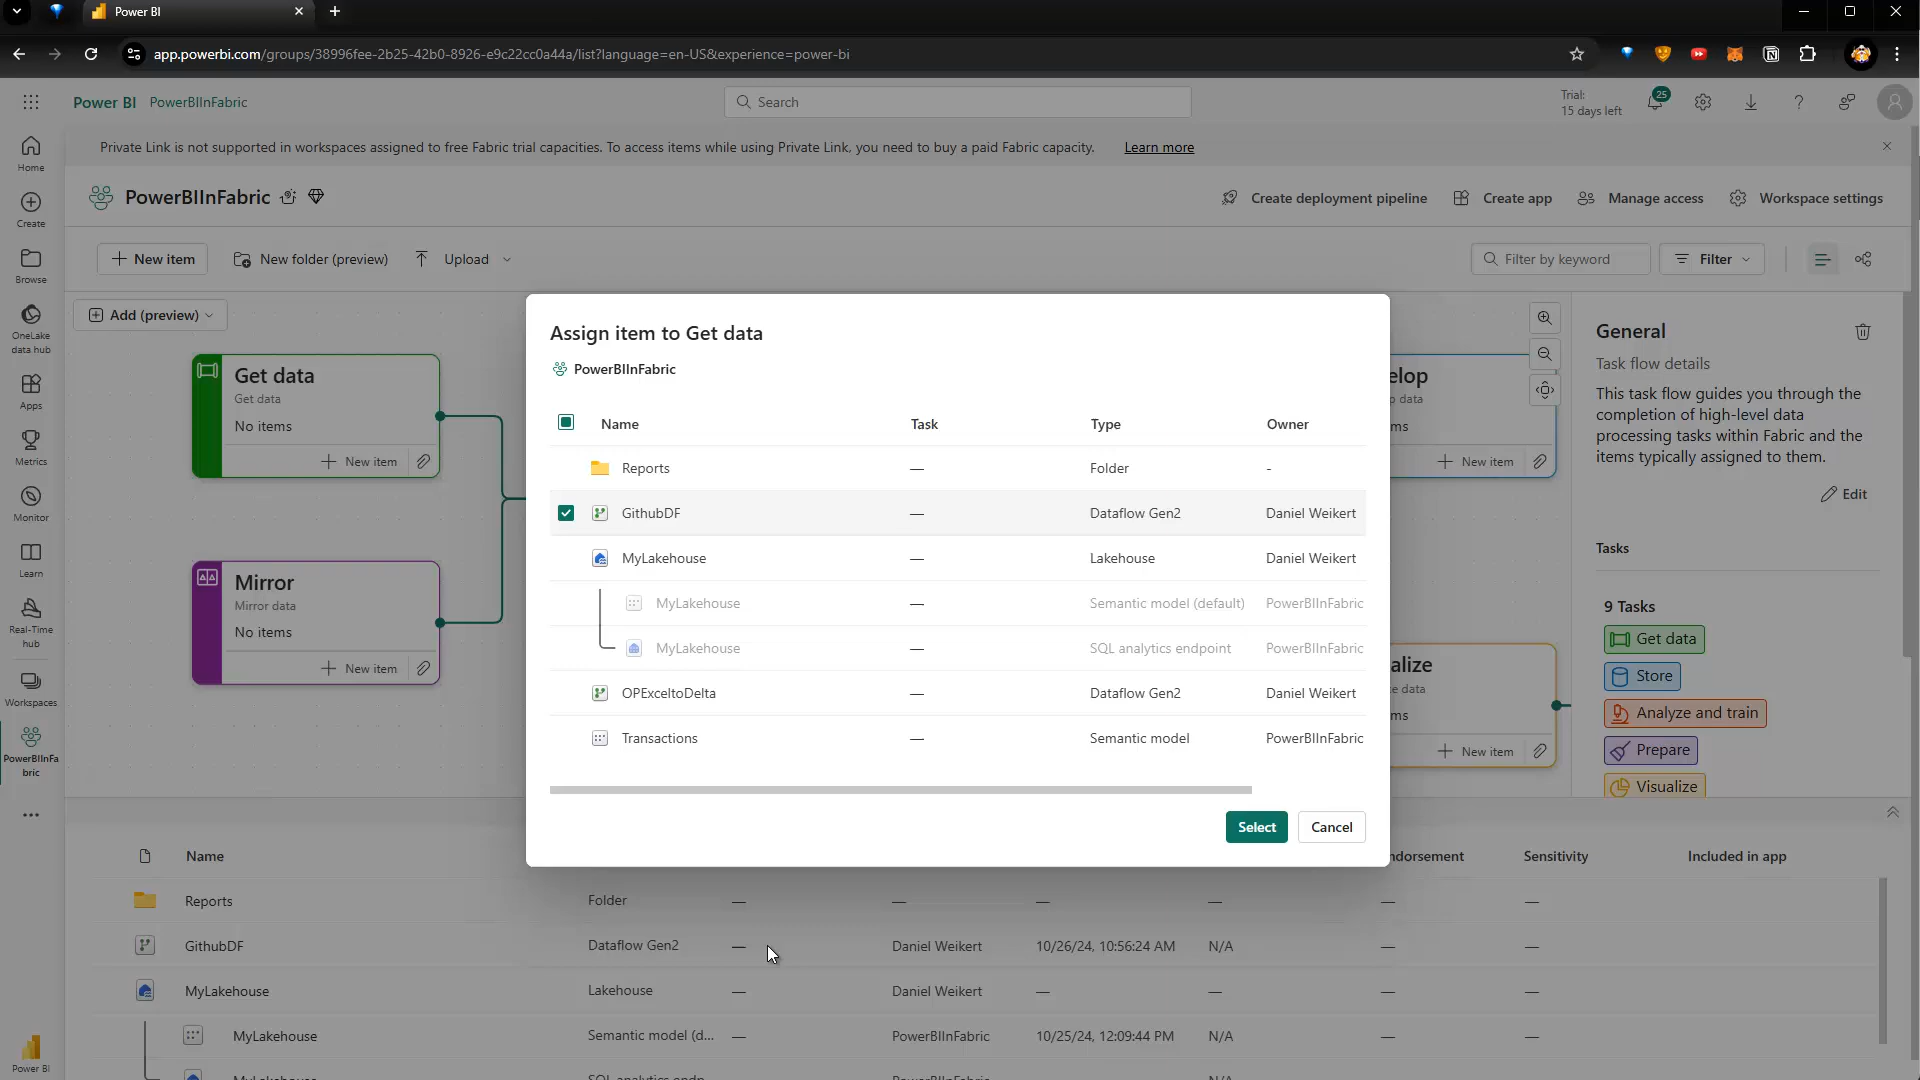 Power BI
app.powerbi.com/groups/38996fee-2b25-42b0-8926-e9c22cc0a44a/list?language=en-US&experience=power-bi
Power BI PowerBIInFabric
Search
Trial:
15 days left
25
Private Link is not supported in workspaces assigned to free Fabric trial capacities. To access items while using Private Link, you need to buy a paid Fabric capacity. Learn more
Home
Create
Browse
OneLake
data hub
Apps
Metrics
Monitor
Learn
Real-Time
hub
Workspaces
PowerBIInFa
bric
Power BI
PowerBIInFabric
Create deployment pipeline
Create app
Manage access
Workspace settings
New item
New folder (preview)
Upload
Filter by keyword
Filter
Add (preview)
Get data
Get data
No items
New item
Mirror
Mirror data
No items
New item
Assign item to Get data
PowerBIInFabric
Name Task Type Owner
Reports — Folder -
GithubDF — Dataflow Gen2 Daniel Weikert
MyLakehouse — Lakehouse Daniel Weikert
MyLakehouse — Semantic model (default) PowerBIInFabric
MyLakehouse — SQL analytics endpoint PowerBIInFabric
OPExceltoDelta — Dataflow Gen2 Daniel Weikert
Transactions — Semantic model PowerBIInFabric
Select
Cancel
elop
p data
ms
New item
alize
e data
ms
New item
General
Task flow details
This task flow guides you through the
completion of high-level data
processing tasks within Fabric and the
items typically assigned to them.
Edit
Tasks
9 Tasks
Get data
Store
Analyze and train
Prepare
Visualize
Name ndorsement Sensitivity Included in app
Reports Folder — — — — — —
GithubDF Dataflow Gen2 — Daniel Weikert 10/26/24, 10:56:24 AM N/A — —
MyLakehouse Lakehouse — Daniel Weikert — — — —
MyLakehouse Semantic model (d... — PowerBIInFabric 10/25/24, 12:09:44 PM N/A — —
MyLakehouse SQL analytics endp... PowerBIInFabric N/A